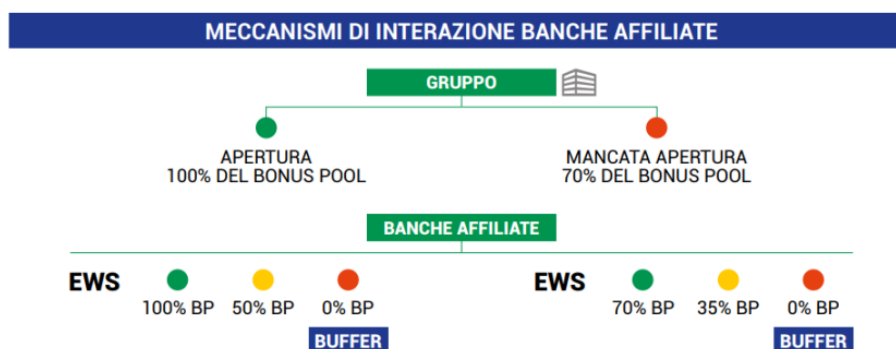 MECCANISMI DI INTERAZIONE BANCHE AFFILIATE
GRUPPO
APERTURA
100% DEL BONUS POOL
MANCATA APERTURA
70% DEL BONUS POOL
BANCHE AFFILIATE
EWS
100% BP
50% BP
0% BP
BUFFER
EWS
70% BP
35% BP
0% BP
BUFFER